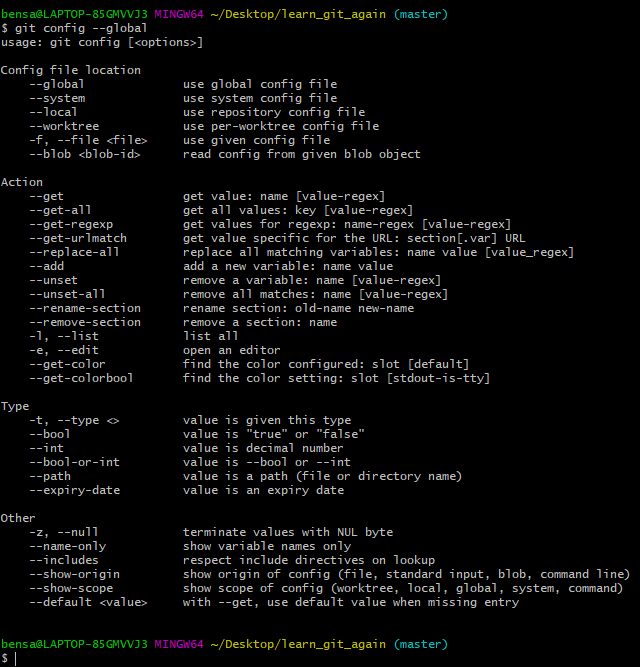 bensa@LAPTOP-85GMVVJ3 MINGW64 ~/Desktop/learn_git_again (master)
$ git config --global
usage: git config [<options>]

Config file location
    --global              use global config file
    --system              use system config file
    --local               use repository config file
    --worktree            use per-worktree config file
    -f, --file <file>     use given config file
    --blob <blob-id>      read config from given blob object

Action
    --get                 get value: name [value-regex]
    --get-all             get all values: key [value-regex]
    --get-regexp          get values for regexp: name-regex [value-regex]
    --get-urlmatch        get value specific for the URL: section[.var] URL
    --replace-all         replace all matching variables: name value [value_regex]
    --add                 add a new variable: name value
    --unset               remove a variable: name [value-regex]
    --unset-all           remove all matches: name [value-regex]
    --rename-section      rename section: old-name new-name
    --remove-section      remove a section: name
    -l, --list            list all
    -e, --edit            open an editor
    --get-color           find the color configured: slot [default]
    --get-colorbool       find the color setting: slot [stdout-is-tty]

Type
    -t, --type <>         value is given this type
    --bool                value is "true" or "false"
    --int                 value is decimal number
    --bool-or-int         value is --bool or --int
    --path                value is a path (file or directory name)
    --expiry-date         value is an expiry date

Other
    -z, --null            terminate values with NUL byte
    --name-only           show variable names only
    --includes            respect include directives on lookup
    --show-origin         show origin of config (file, standard input, blob, command line)
    --show-scope          show scope of config (worktree, local, global, system, command)
    --default <value>     with --get, use default value when missing entry

bensa@LAPTOP-85GMVVJ3 MINGW64 ~/Desktop/learn_git_again (master)
$